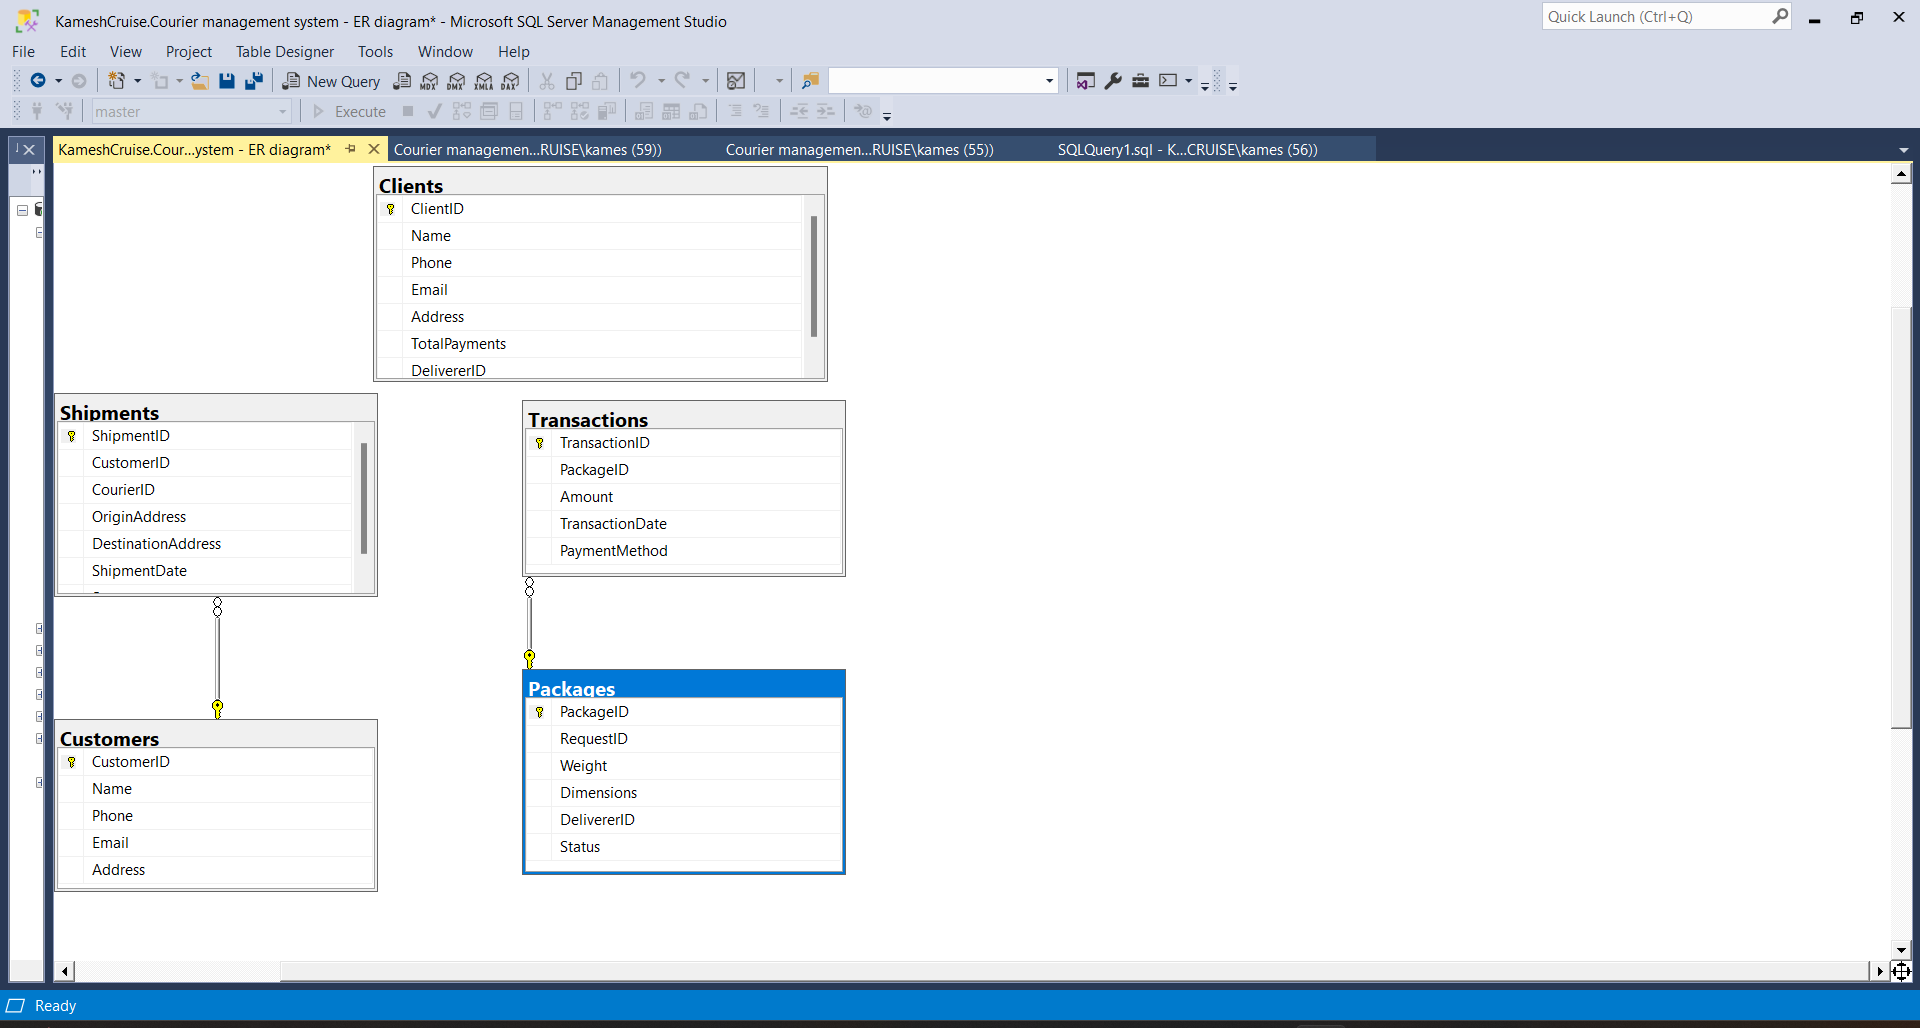 KameshCruise.Courier management system - ER diagram* - Microsoft SQL Server Management Studio
Quick Launch (Ctrl+Q)
File Edit View Project Table Designer Tools Window Help
New Query MDX DMX XMLA DAX
master Execute
KameshCruise.Cour...ystem - ER diagram* Courier managemen...RUISE\kames (59)) Courier managemen...RUISE\kames (55)) SQLQuery1.sql - K...CRUISE\kames (56))
Clients
ClientID
Name
Phone
Email
Address
TotalPayments
DelivererID
Shipments
ShipmentID
CustomerID
CourierID
OriginAddress
DestinationAddress
ShipmentDate
Transactions
TransactionID
PackageID
Amount
TransactionDate
PaymentMethod
Customers
CustomerID
Name
Phone
Email
Address
Packages
PackageID
RequestID
Weight
Dimensions
DelivererID
Status
Ready